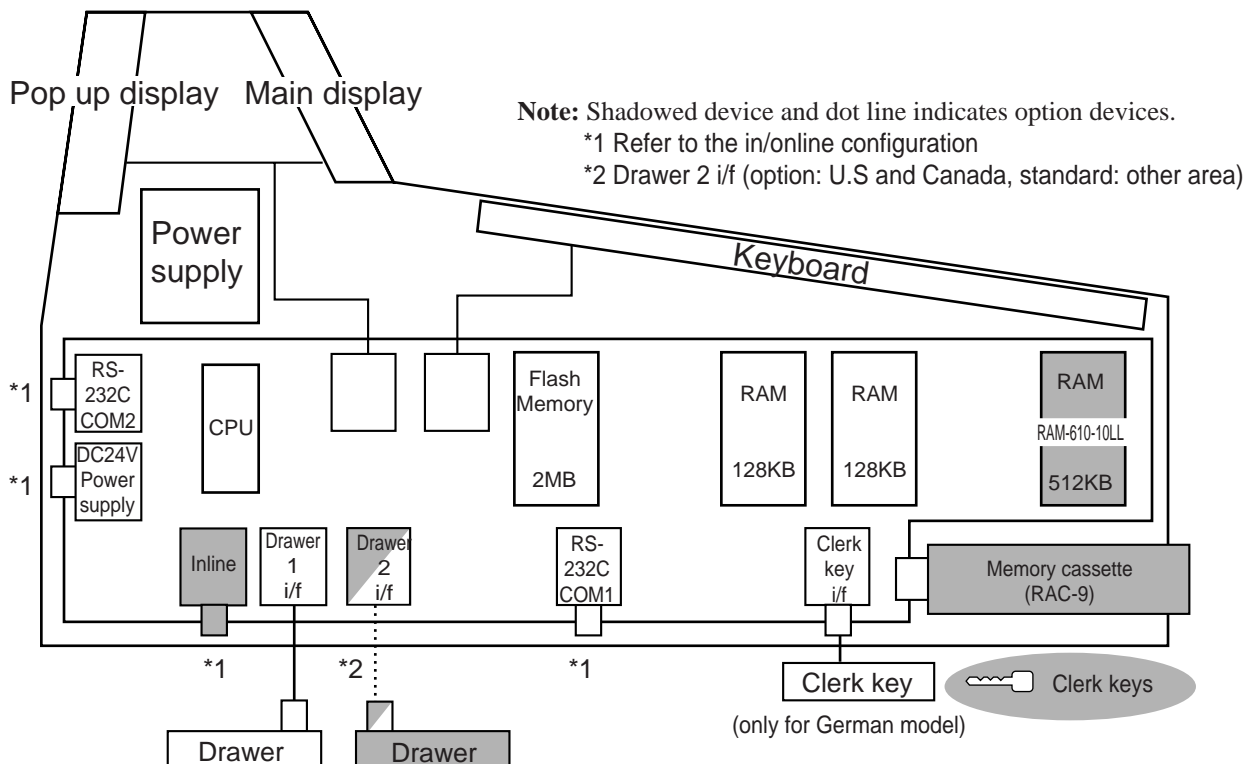 Pop up display
Main display
Note: Shadowed device and dot line indicates option devices.
*1 Refer to the in/online configuration
*2 Drawer 2 i/f (option: U.S and Canada, standard: other area)
Power
supply
Keyboard
*1
RS-
232C
COM2
CPU
Flash
Memory
2MB
RAM
128KB
RAM
128KB
RAM
RAM-610-10LL
512KB
*1
DC24V
Power
supply
Inline
Drawer
1
i/f
Drawer
2
i/f
RS-
232C
COM1
Clerk
key
i/f
Memory cassette
(RAC-9)
*1
*2
*1
Clerk key
Clerk keys
(only for German model)
Drawer
Drawer